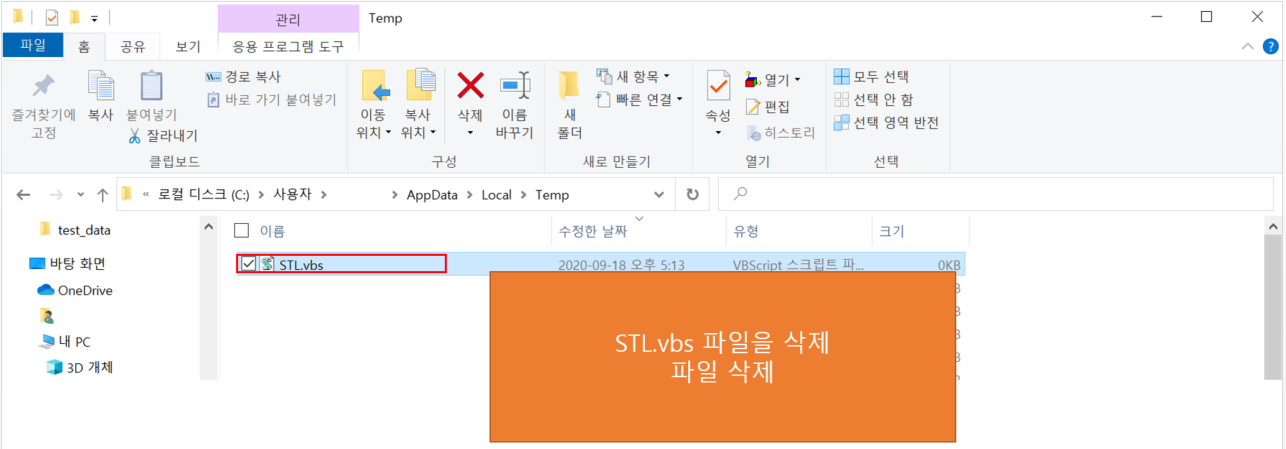 관리
Temp
파일
홈
공유
보기
응용 프로그램 도구
즐겨찾기에
고정
복사
붙여넣기
경로 복사
바로 가기 붙여넣기
잘라내기
클립보드
이동
위치
복사
위치
삭제
이름
바꾸기
구성
새
폴더
새 항목
빠른 연결
새로 만들기
속성
열기
편집
히스토리
열기
모두 선택
선택 안 함
선택 영역 반전
선택
« 로컬 디스크 (C:) > 사용자 > > AppData > Local > Temp
test_data
바탕 화면
OneDrive
내 PC
3D 개체
이름 수정한 날짜 유형 크기
STL.vbs 2020-09-18 오후 5:13 VBScript 스크립트 파... 0KB
STL.vbs 파일을 삭제
파일 삭제